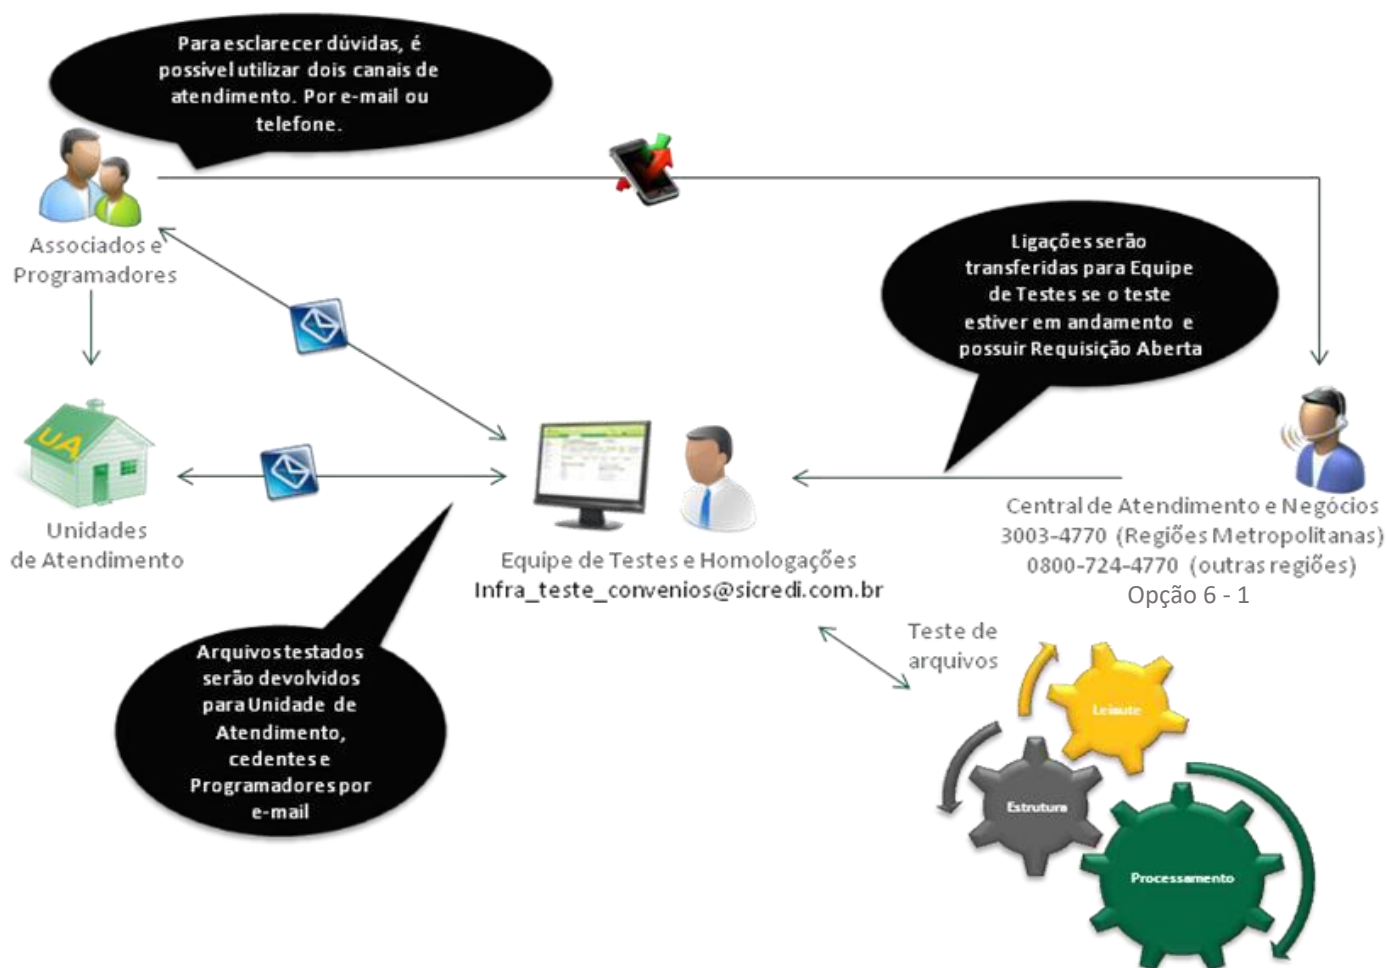 Para esclarecer dúvidas, é
possível utilizar dois canais de
atendimento. Por e-mail ou
telefone.
Associados e
Programadores
Ligações serão
transferidas para Equipe
de Testes se o teste
estiver em andamento e
possuir Requisição Aberta
UA
Unidades
de Atendimento
Equipe de Testes e Homologações
Infra_teste_convenios@sicredi.com.br
Central de Atendimento e Negócios
3003-4770 (Regiões Metropolitanas)
0800-724-4770 (outras regiões)
Opção 6 - 1
Arquivos testados
serão devolvidos
para Unidade de
Atendimento,
cedentes e
Programadores por
e-mail
Teste de
arquivos
Leiaute
Estrutura
Processamento